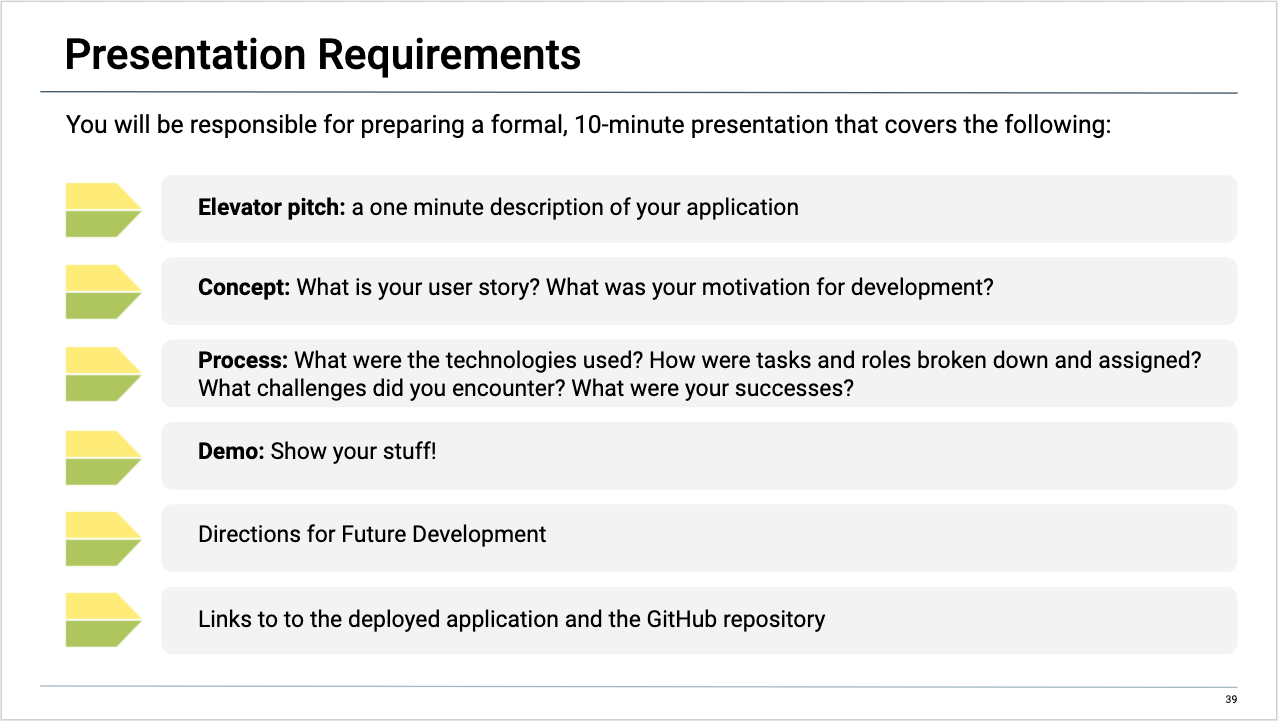 Presentation Requirements
You will be responsible for preparing a formal, 10-minute presentation that covers the following:
Elevator pitch: a one minute description of your application
Concept: What is your user story? What was your motivation for development?
Process: What were the technologies used? How were tasks and roles broken down and assigned?
What challenges did you encounter? What were your successes?
Demo: Show your stuff!
Directions for Future Development
Links to to the deployed application and the GitHub repository
39